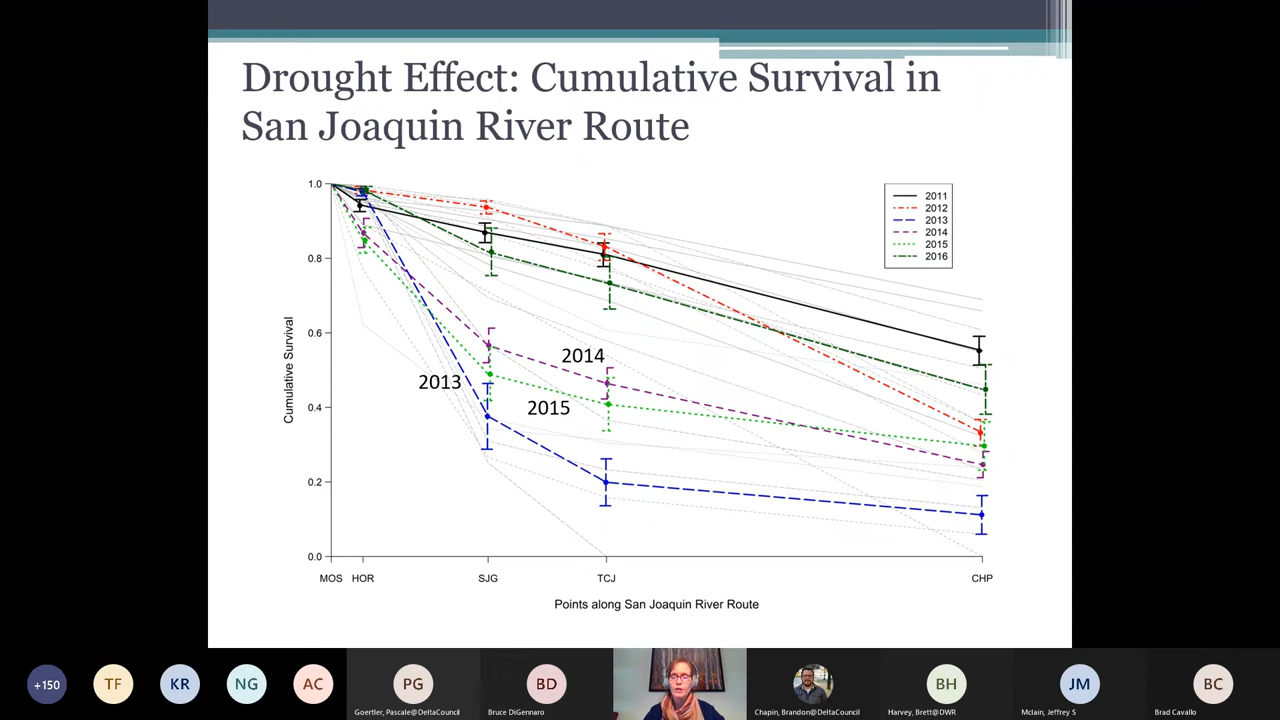 Drought Effect: Cumulative Survival in
San Joaquin River Route
1.0
0.8
0.6
0.4
0.2
0.0
Cumulative Survival
2011
2012
2013
2014
2015
2016
2014
2013
2015
MOS HOR SJG TCJ CHP
Points along San Joaquin River Route
+150 TF KR NG AC PG BD BH JM BC
Goertler, Pascale@DeltaCouncil Bruce DiGennaro Chapin, Brandon@DeltaCouncil Harvey, Brett@DWR Mclain, Jeffrey S Brad Cavallo